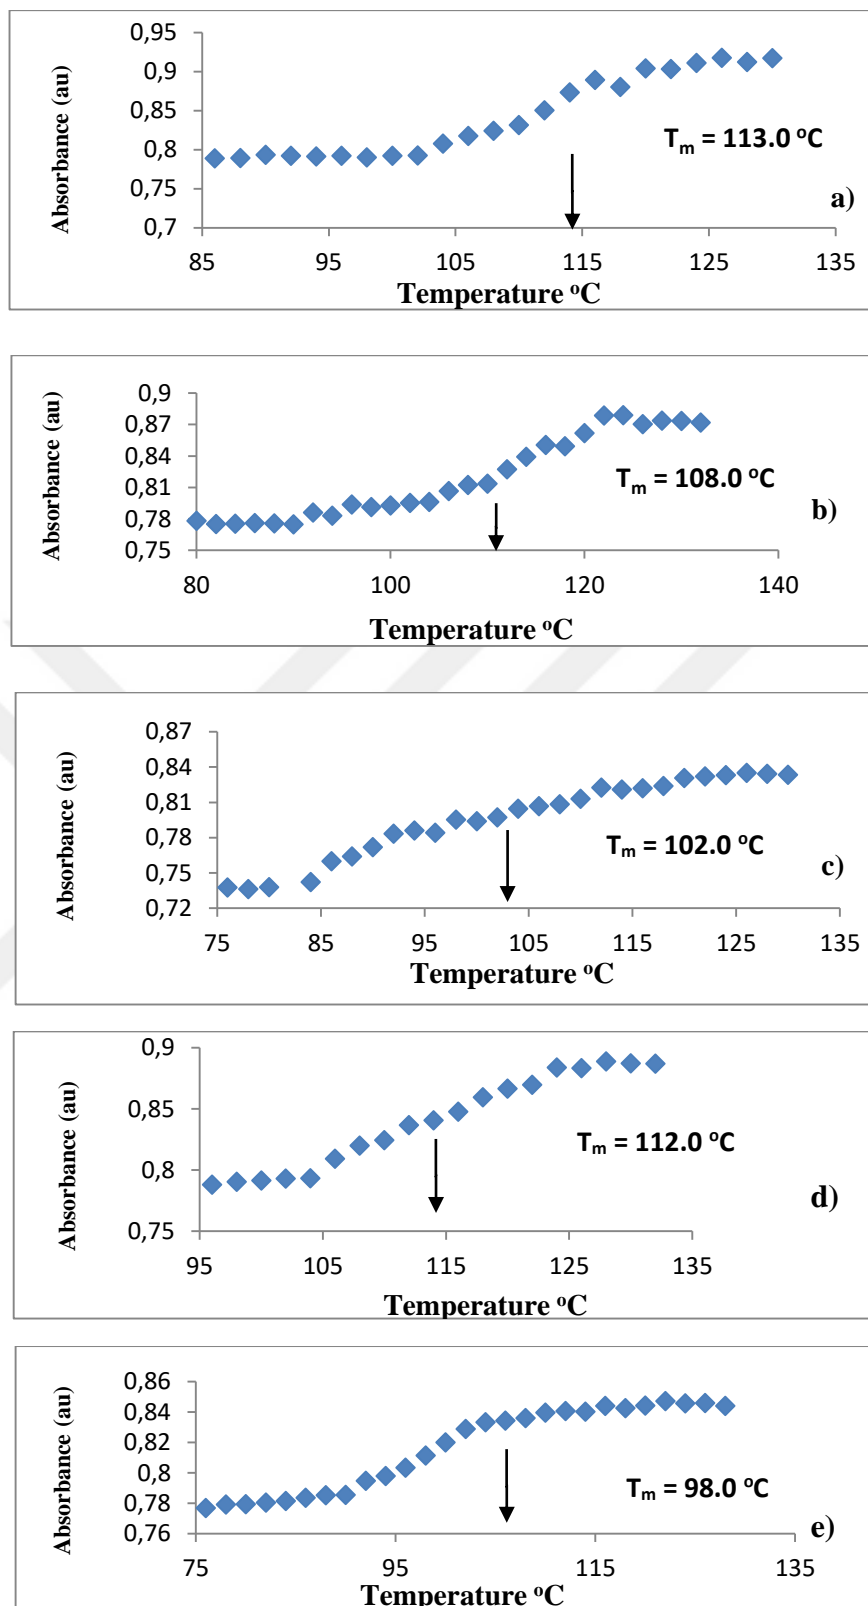 0,95
0,9
0,85
0,8
0,75
0,7
Absorbance (au)
Tm = 113.0 ºC
a)
85 95 105 115 125 135
Temperature ºC
0,9
0,87
0,84
0,81
0,78
0,75
Absorbance (au)
Tm = 108.0 ºC
b)
80 100 120 140
Temperature ºC
0,87
0,84
0,81
0,78
0,75
0,72
Absorbance (au)
Tm = 102.0 ºC
c)
75 85 95 105 115 125 135
Temperature ºC
0,9
0,85
0,8
0,75
Absorbance (au)
Tm = 112.0 ºC
d)
95 105 115 125 135
Temperature ºC
0,86
0,84
0,82
0,8
0,78
0,76
Absorbance (au)
Tm = 98.0 ºC
e)
75 95 115 135
Temperature ºC